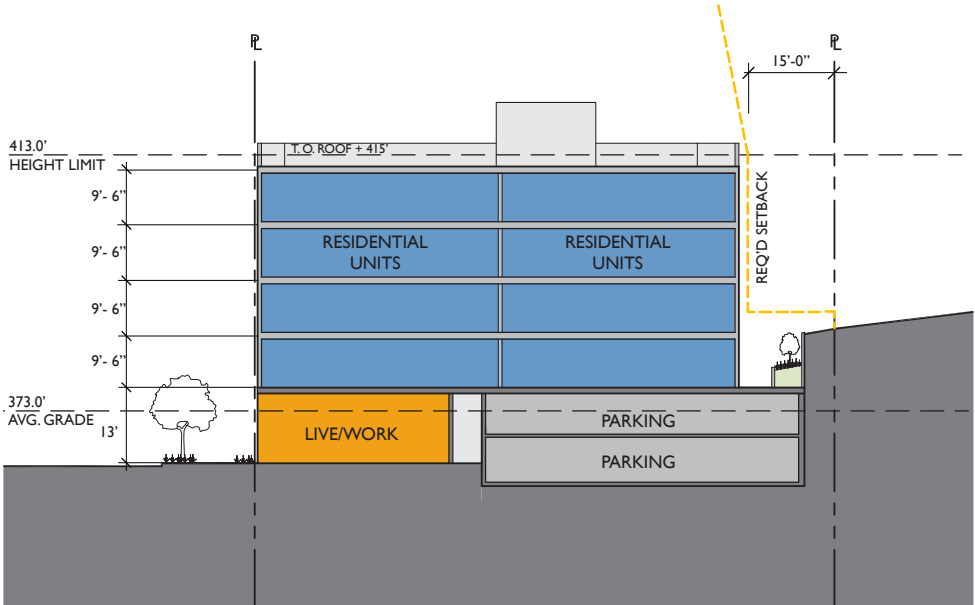 PL
PL
15'-0"
413.0'
HEIGHT LIMIT
T. O. ROOF + 415'
9'- 6"
9'- 6"
9'- 6"
9'- 6"
RESIDENTIAL
UNITS
RESIDENTIAL
UNITS
REQ'D SETBACK
373.0'
AVG. GRADE
13'
LIVE/WORK
PARKING
PARKING